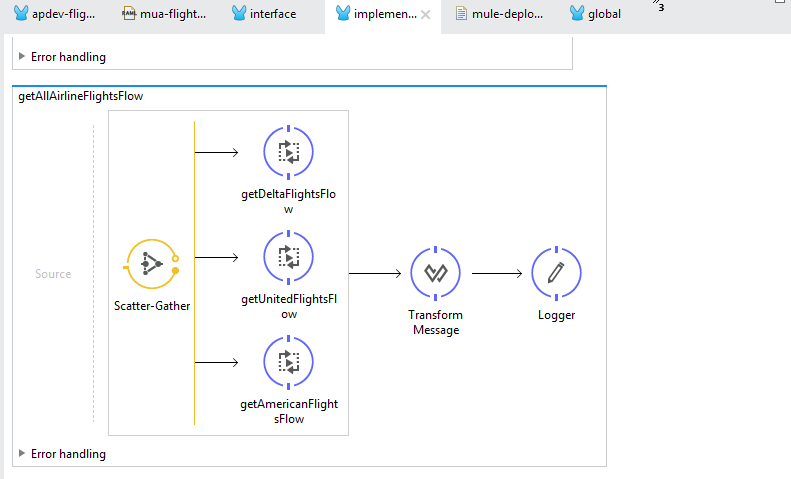 apdev-flig...
RAML
mua-flight...
interface
implemen...
mule-deplo...
global
3
Error handling
getAllAirlineFlightsFlow
getDeltaFlightsFlo
w
Source
Scatter-Gather
getUnitedFlightsFl
ow
Transform
Message
Logger
getAmericanFlight
sFlow
Error handling